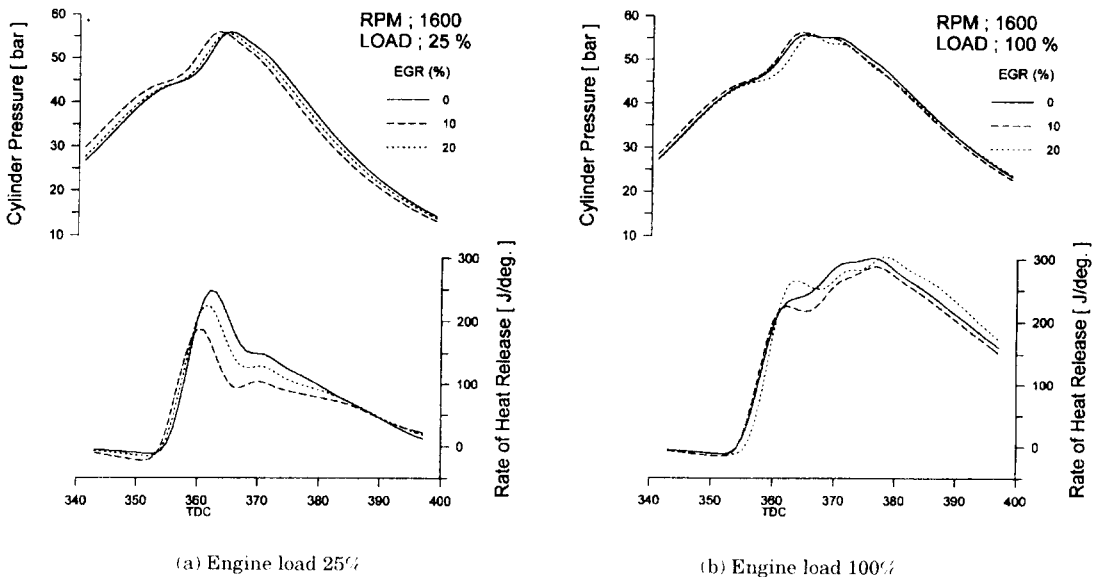 Cylinder Pressure [ bar ]
60
50
40
30
20
10
RPM ; 1600
LOAD ; 25 %
EGR (%)
0
10
20
Rate of Heat Release [ J/deg. ]
300
200
100
0
340
350
360
370
380
390
400
TDC
(a) Engine load 25%
Cylinder Pressure [ bar ]
60
50
40
30
20
10
RPM ; 1600
LOAD ; 100 %
EGR (%)
0
10
20
Rate of Heat Release [ J/deg. ]
300
200
100
0
340
350
360
370
380
390
400
TDC
(b) Engine load 100%